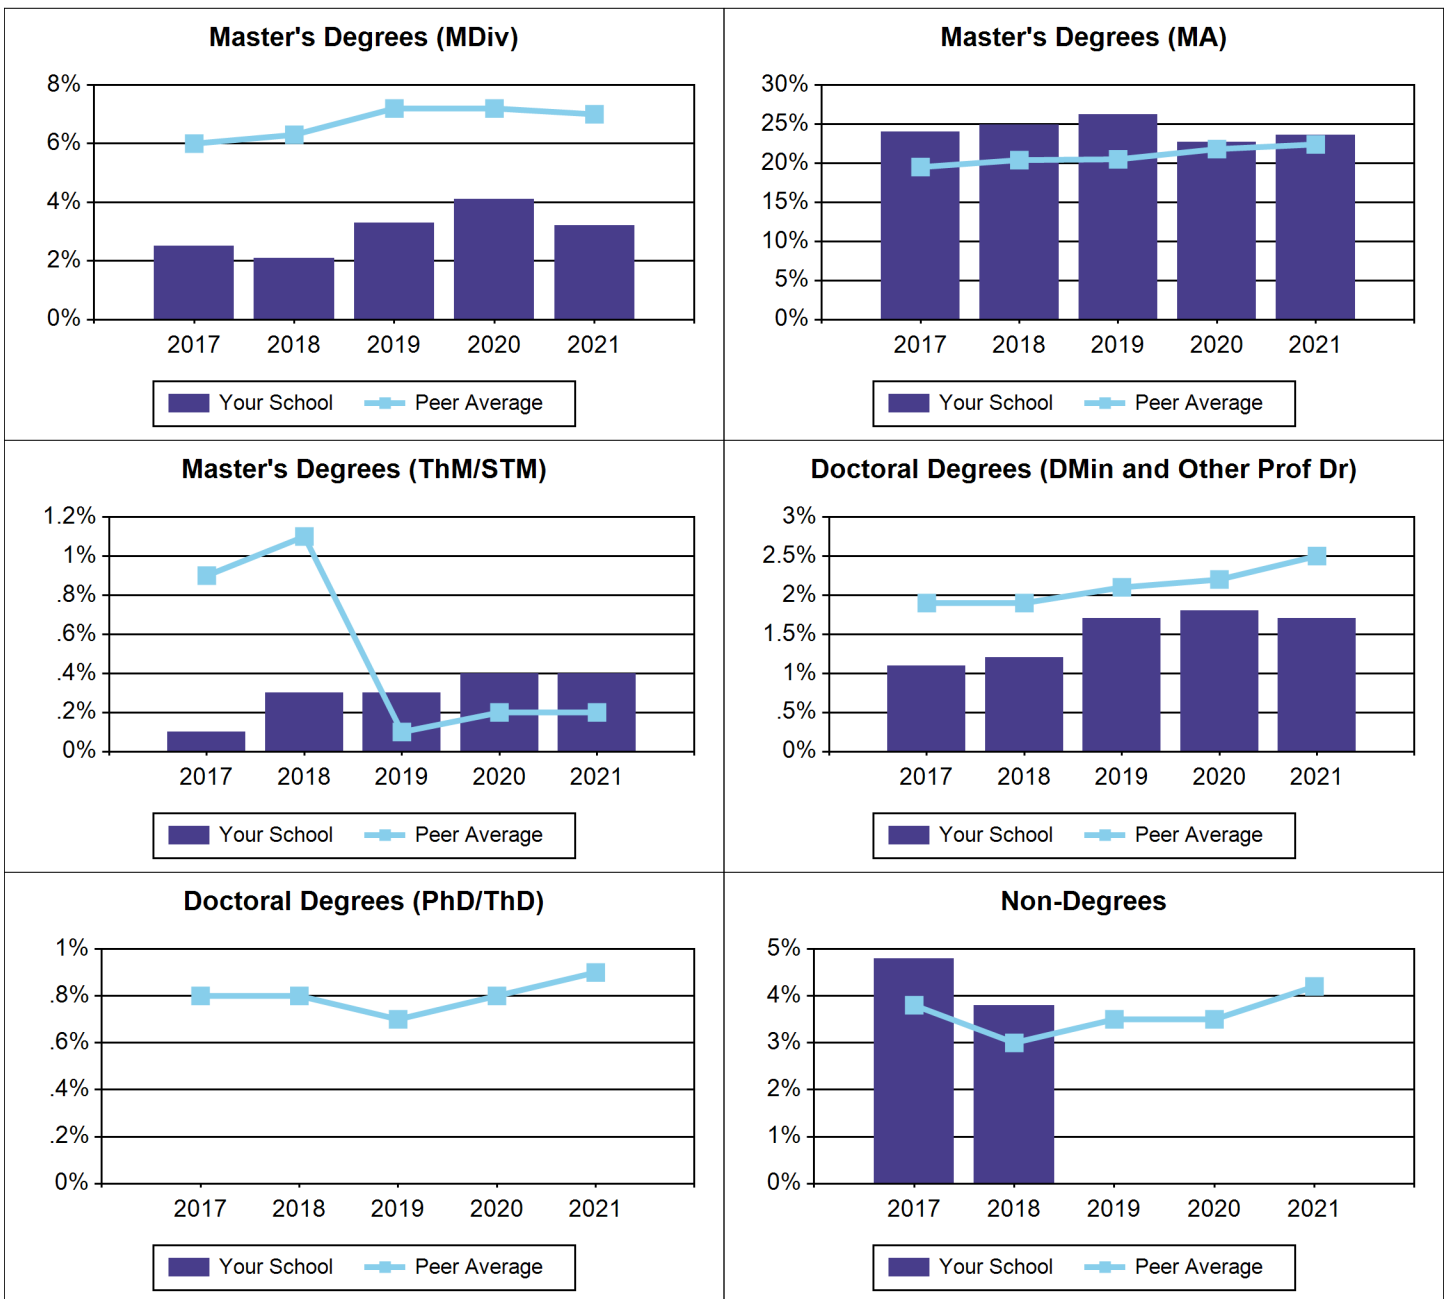 Master's Degrees (MDiv)
8%
6%
4%
2%
0%
2017 2018 2019 2020 2021
Your School Peer Average
Master's Degrees (MA)
30%
25%
20%
15%
10%
5%
0%
2017 2018 2019 2020 2021
Your School Peer Average
Master's Degrees (ThM/STM)
1.2%
1%
.8%
.6%
.4%
.2%
0%
2017 2018 2019 2020 2021
Your School Peer Average
Doctoral Degrees (DMin and Other Prof Dr)
3%
2.5%
2%
1.5%
1%
.5%
0%
2017 2018 2019 2020 2021
Your School Peer Average
Doctoral Degrees (PhD/ThD)
1%
.8%
.6%
.4%
.2%
0%
2017 2018 2019 2020 2021
Your School Peer Average
Non-Degrees
5%
4%
3%
2%
1%
0%
2017 2018 2019 2020 2021
Your School Peer Average